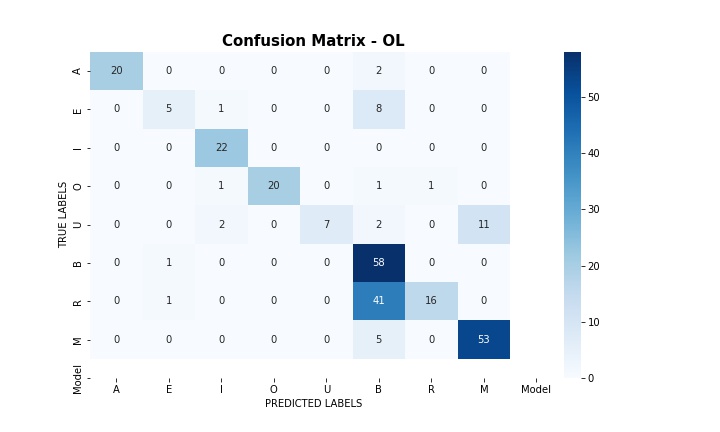 Confusion Matrix - OL
A 20 0 0 0 0 2 0 0
E 0 5 1 0 0 8 0 0
I 0 0 22 0 0 0 0 0
O 0 0 1 20 0 1 1 0
U 0 0 2 0 7 2 0 11
B 0 1 0 0 0 58 0 0
R 0 1 0 0 0 41 16 0
M 0 0 0 0 0 5 0 53
Model
A E I O U B R M Model
TRUE LABELS
PREDICTED LABELS
50
40
30
20
10
0